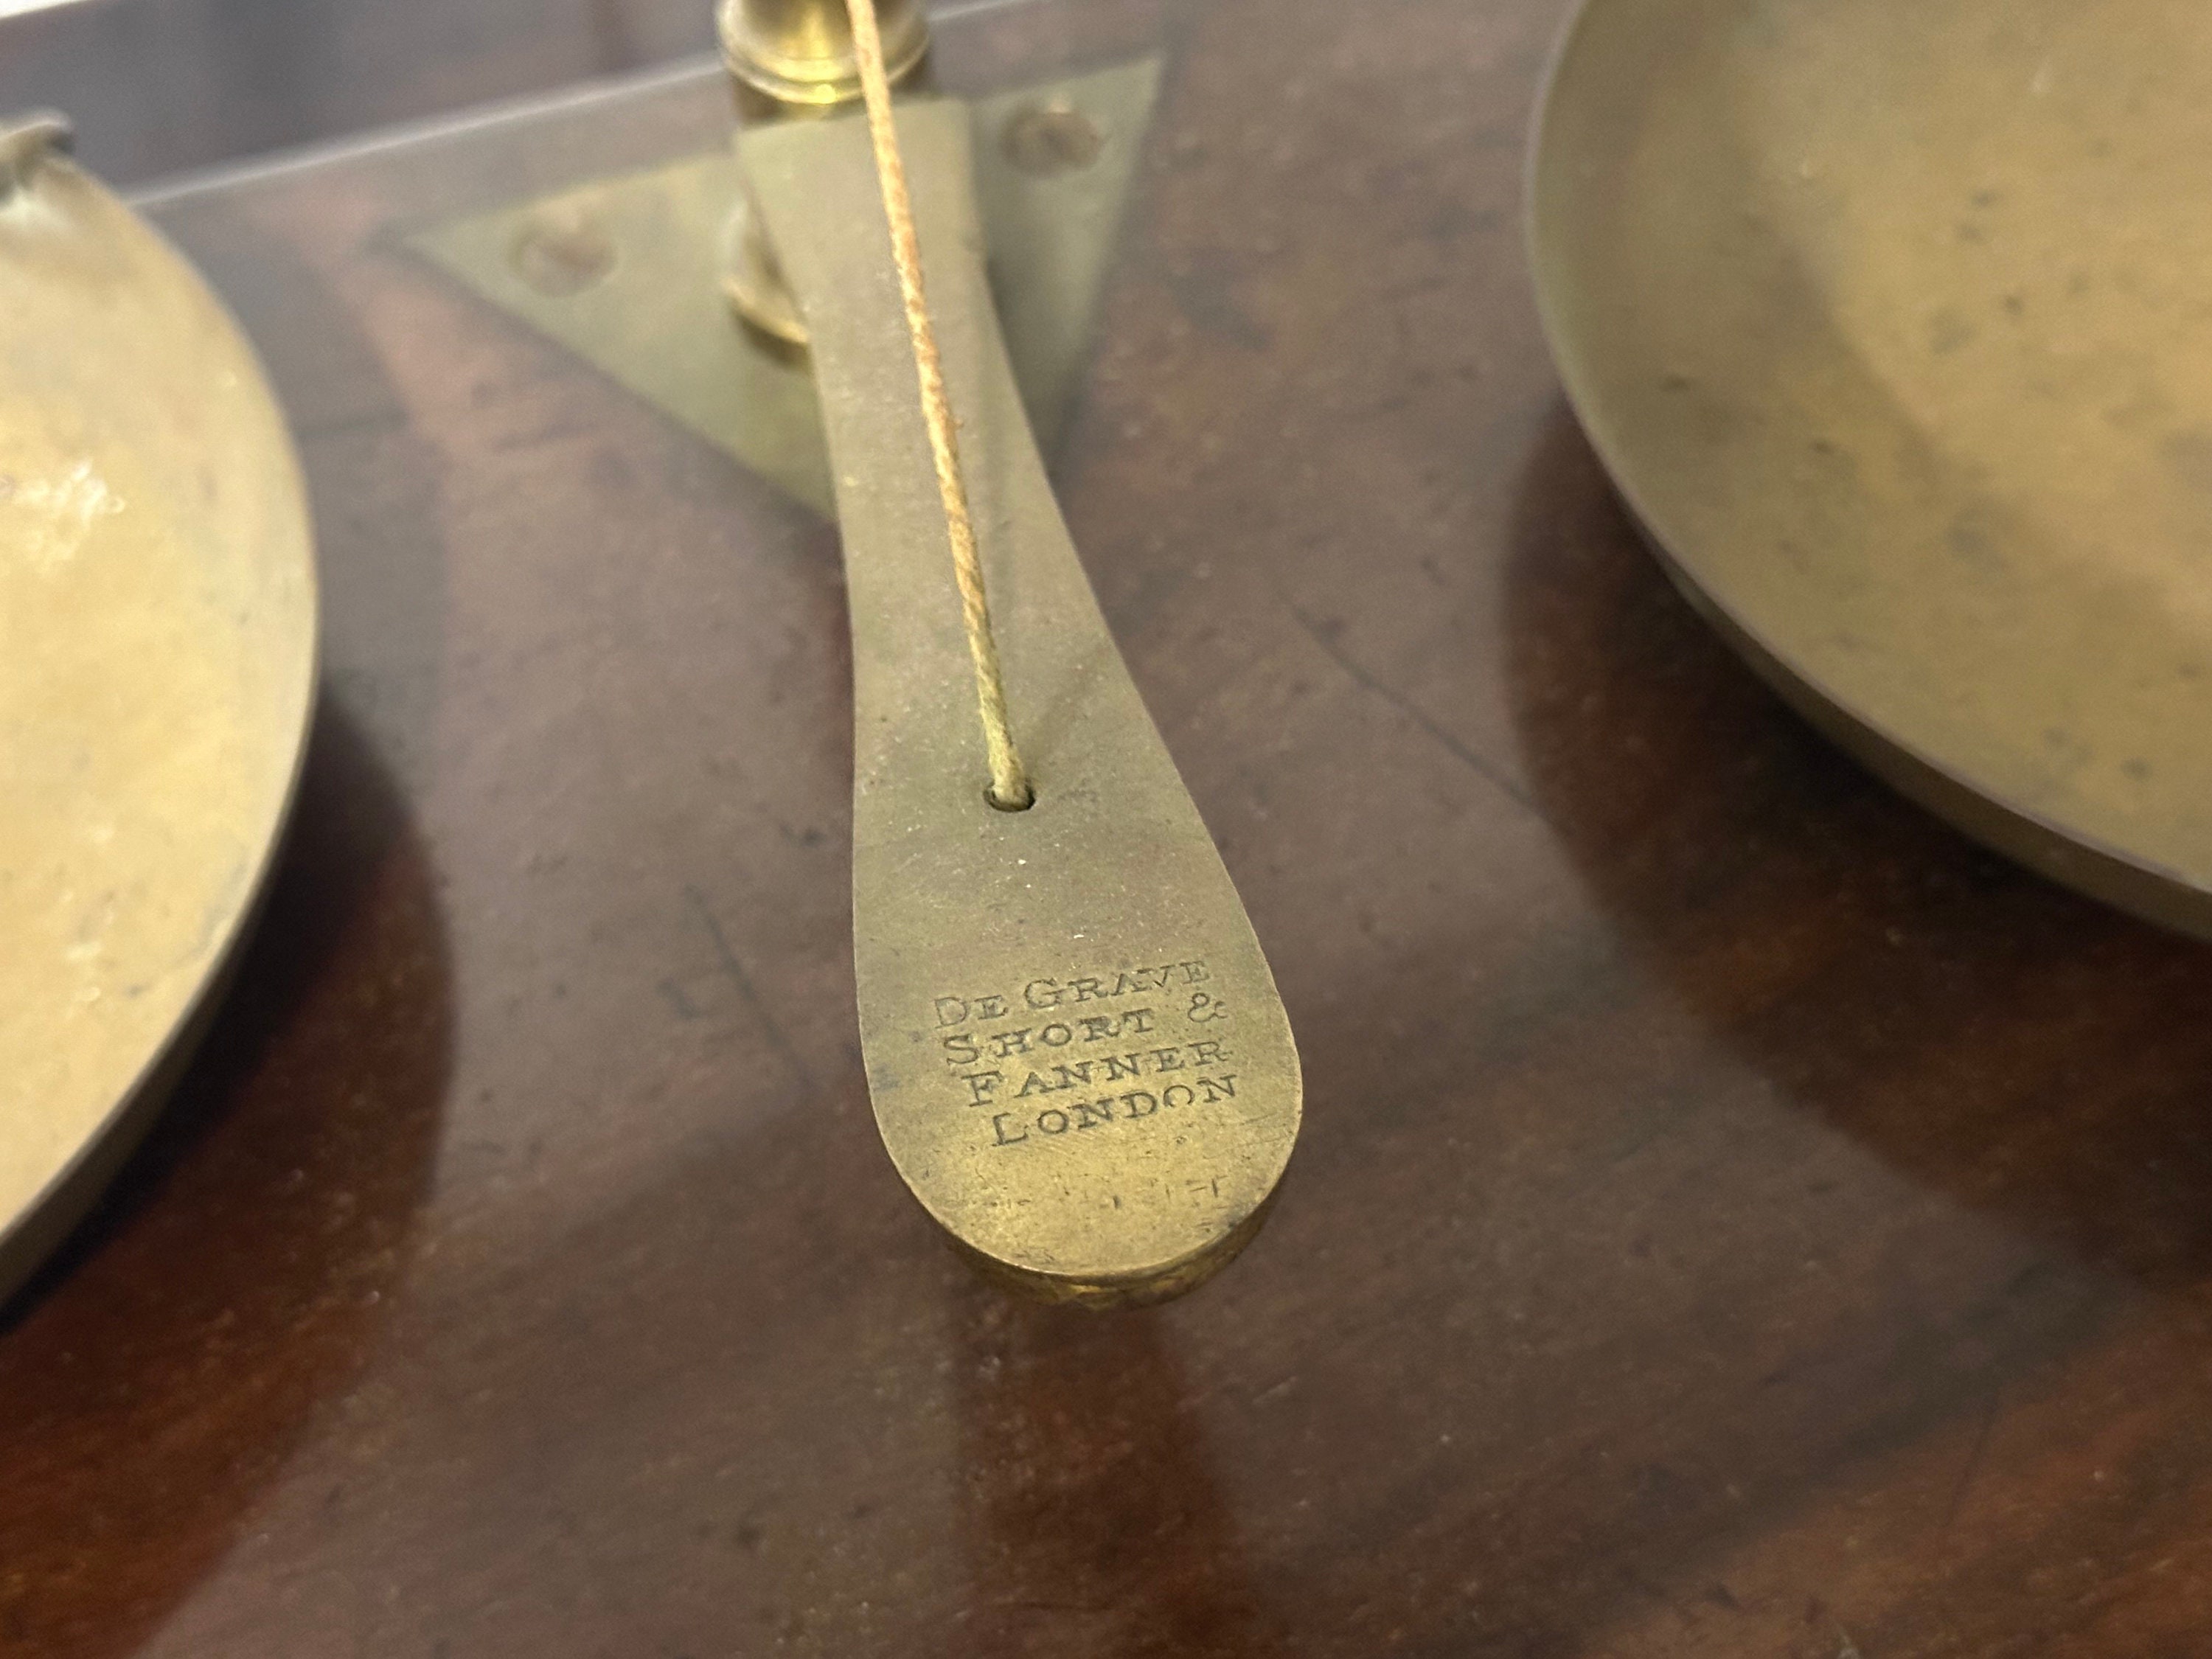 DE GRAVE
SHORT &
FANNER
LONDON